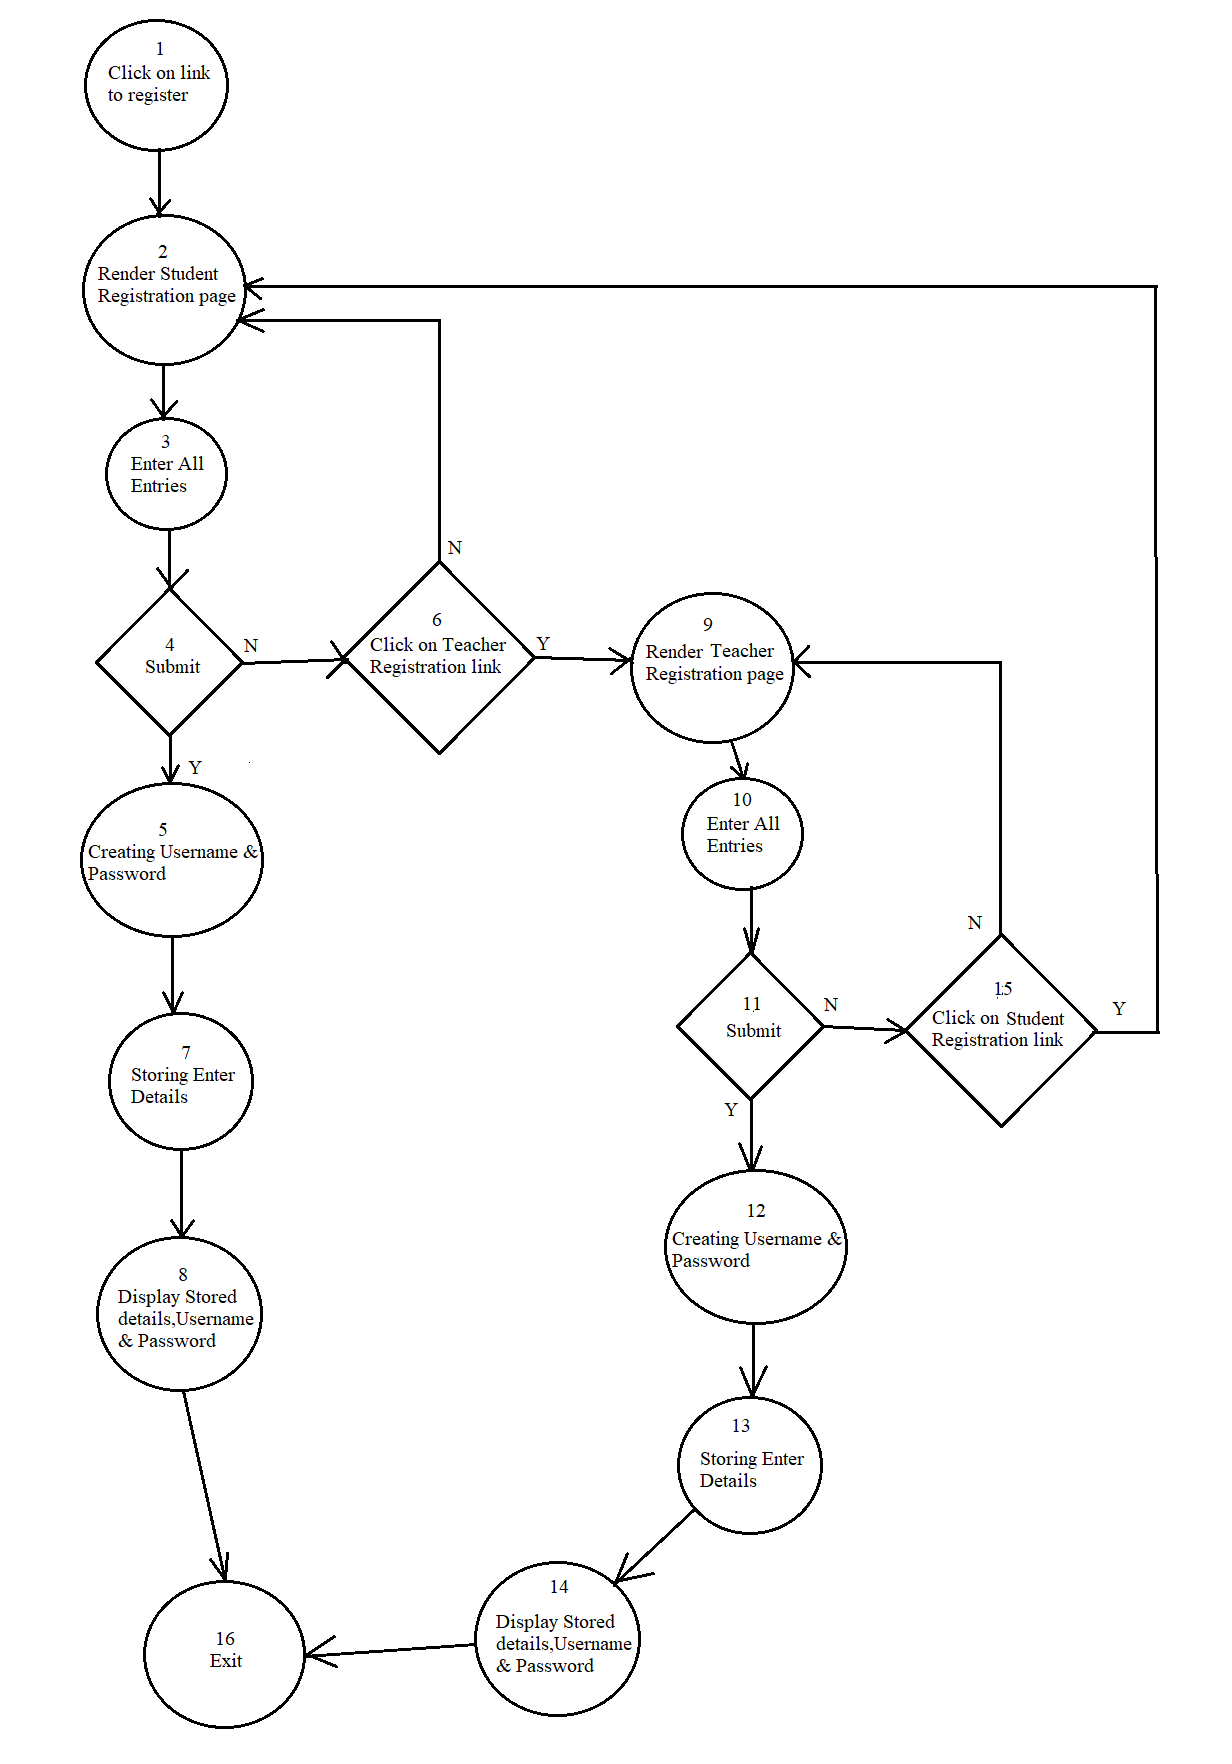 1
Click on link
to register
2
Render Student
Registration page
3
Enter All
Entries
4
Submit
N
Y
5
Creating Username &
Password
6
Click on Teacher
Registration link
N
Y
7
Storing Enter
Details
8
Display Stored
details,Username
& Password
9
Render Teacher
Registration page
10
Enter All
Entries
11
Submit
N
Y
12
Creating Username &
Password
13
Storing Enter
Details
14
Display Stored
details,Username
& Password
15
Click on Student
Registration link
N
Y
16
Exit